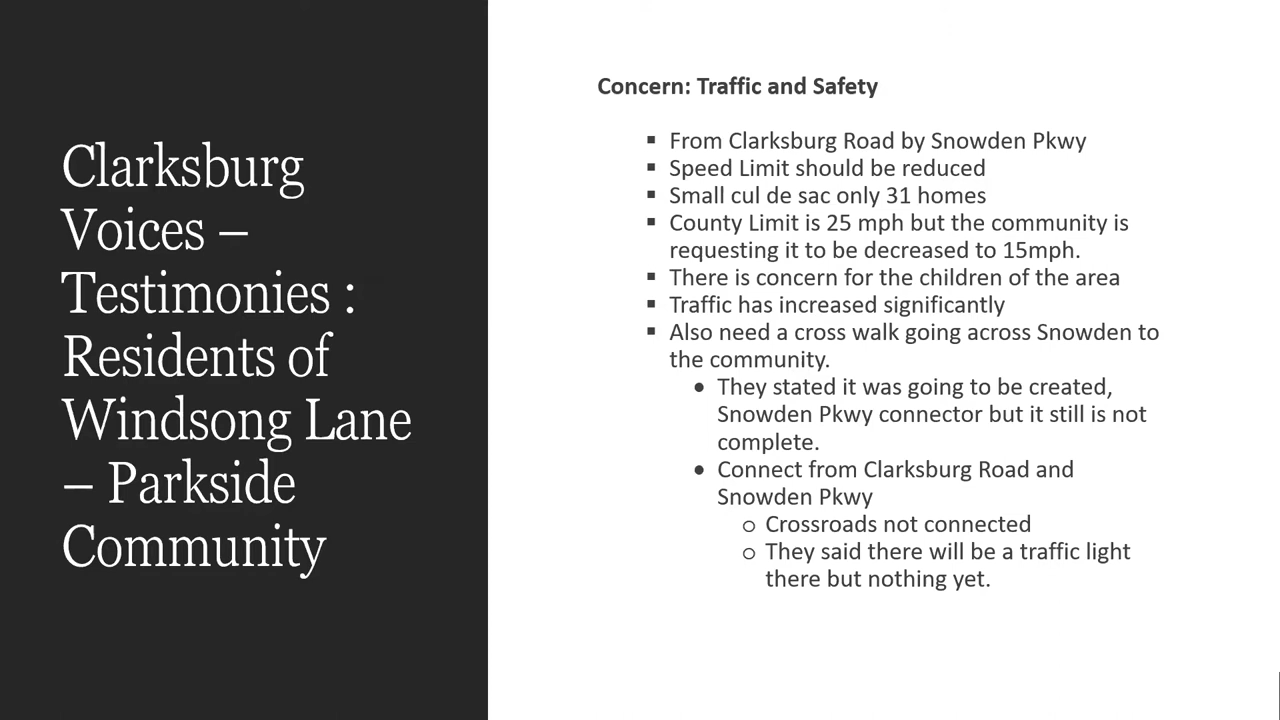 Clarksburg
Voices –
Testimonies :
Residents of
Windsong Lane
– Parkside
Community
Concern: Traffic and Safety
▪ From Clarksburg Road by Snowden Pkwy
▪ Speed Limit should be reduced
▪ Small cul de sac only 31 homes
▪ County Limit is 25 mph but the community is
requesting it to be decreased to 15mph.
▪ There is concern for the children of the area
▪ Traffic has increased significantly
▪ Also need a cross walk going across Snowden to
the community.
• They stated it was going to be created,
Snowden Pkwy connector but it still is not
complete.
• Connect from Clarksburg Road and
Snowden Pkwy
o Crossroads not connected
o They said there will be a traffic light
there but nothing yet.